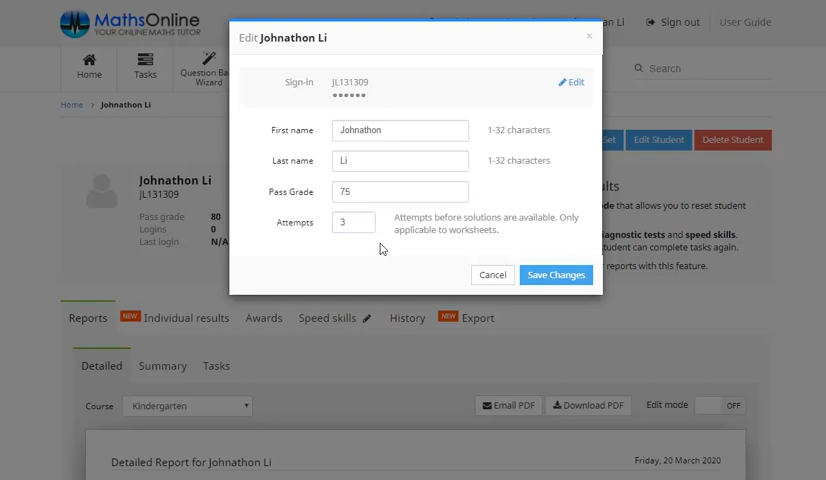 MathsOnline
YOUR ONLINE MATHS TUTOR
an Li
Sign out
User Guide
Home
Tasks
Question Ba
Wizard
Search
Home > Johnathon Li
Edit Johnathon Li
×
Sign-in
JL131309
••••••
Edit
First name
Johnathon
1-32 characters
Last name
Li
1-32 characters
Pass Grade
75
Attempts
3
Attempts before solutions are available. Only
applicable to worksheets.
Cancel
Save Changes
Set
Edit Student
Delete Student
Johnathon Li
JL131309
Pass grade 80
Logins 0
Last login N/A
ults
de that allows you to reset student
iagnostic tests and speed skills.
tudent can complete tasks again.
r reports with this feature.
Reports
NEW Individual results
Awards
Speed skills
History
NEW Export
Detailed
Summary
Tasks
Course
Kindergarten
Email PDF
Download PDF
Edit mode
OFF
Detailed Report for Johnathon Li
Friday, 20 March 2020